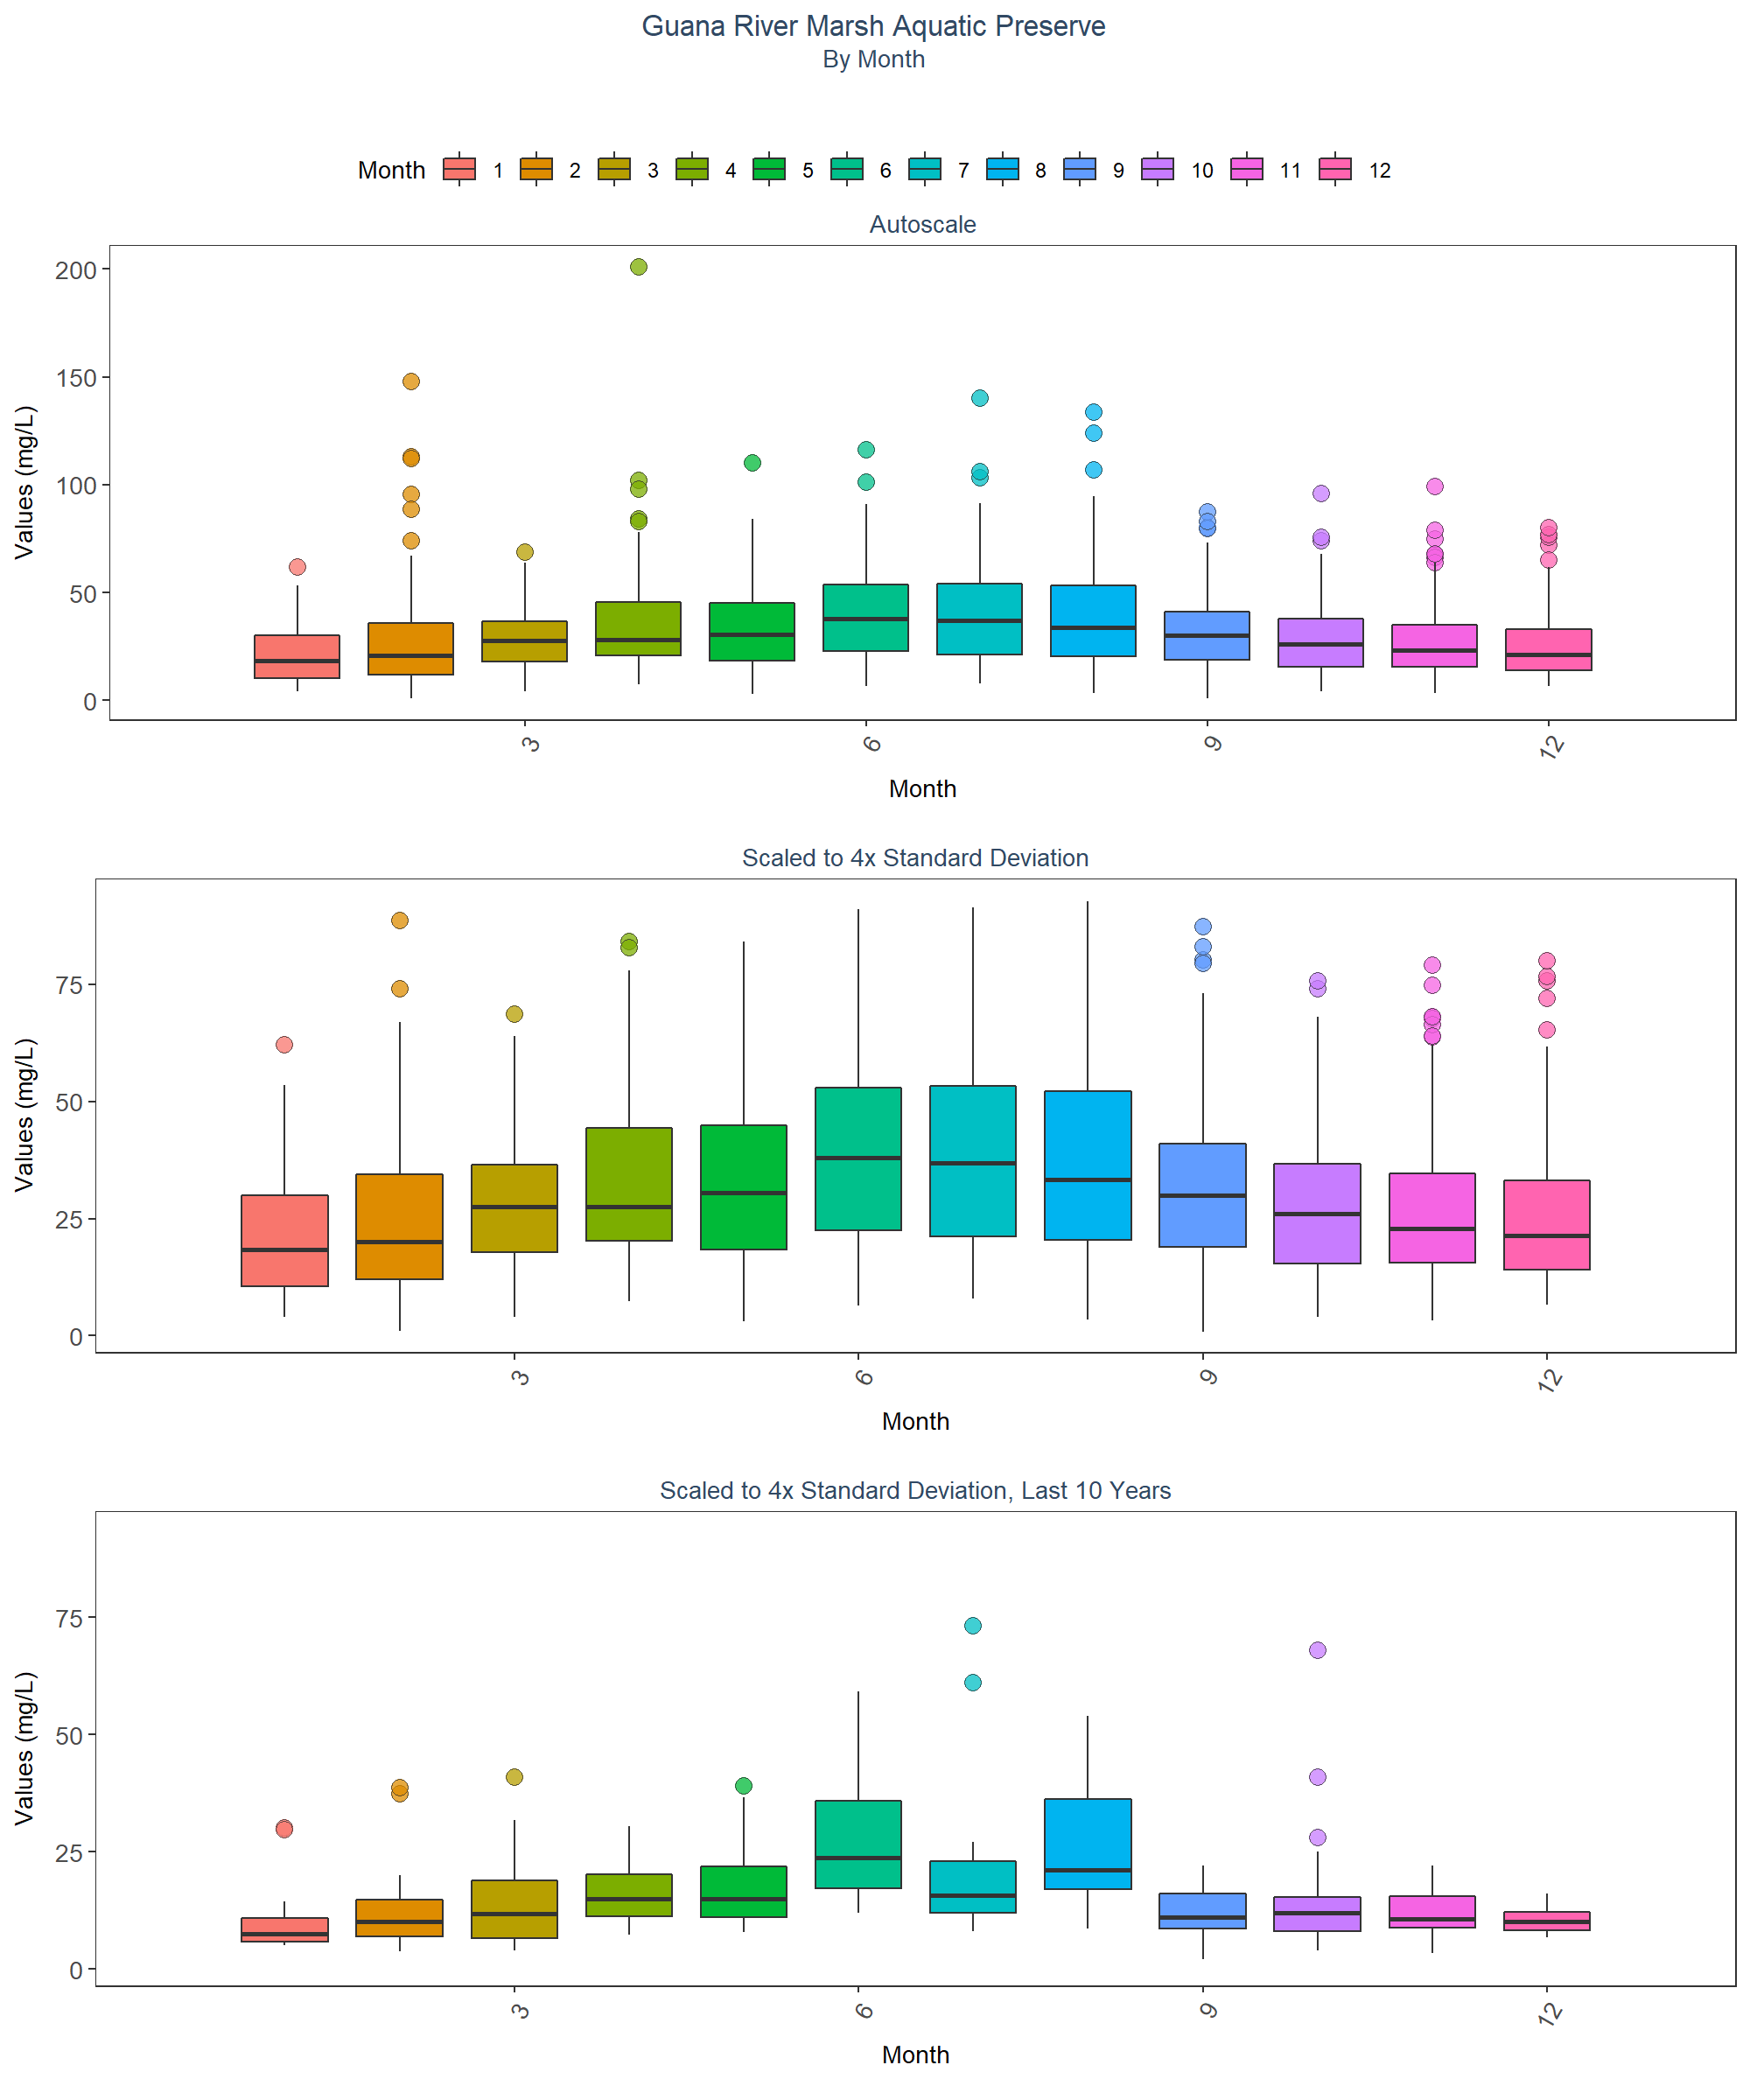 Guana River Marsh Aquatic Preserve
By Month
Month 1 2 3 4 5 6 7 8 9 10 11 12
Autoscale
Values (mg/L)
200
150
100
50
0
3 6 9 12
Month
Scaled to 4x Standard Deviation
Values (mg/L)
75
50
25
0
3 6 9 12
Month
Scaled to 4x Standard Deviation, Last 10 Years
Values (mg/L)
75
50
25
0
3 6 9 12
Month